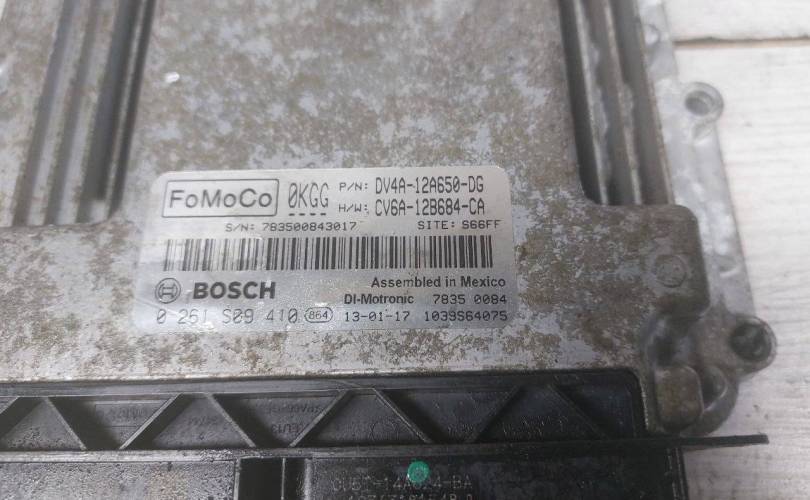 FoMoCo 0KGG P/N: DV4A-12A650-DG
H/W: CV6A-12B684-CA
S/N: 783500843017 SITE: S66FF
BOSCH Assembled in Mexico
DI-Motronic 7835 0084
0 261 S09 410 864 13-01-17 1039S64075